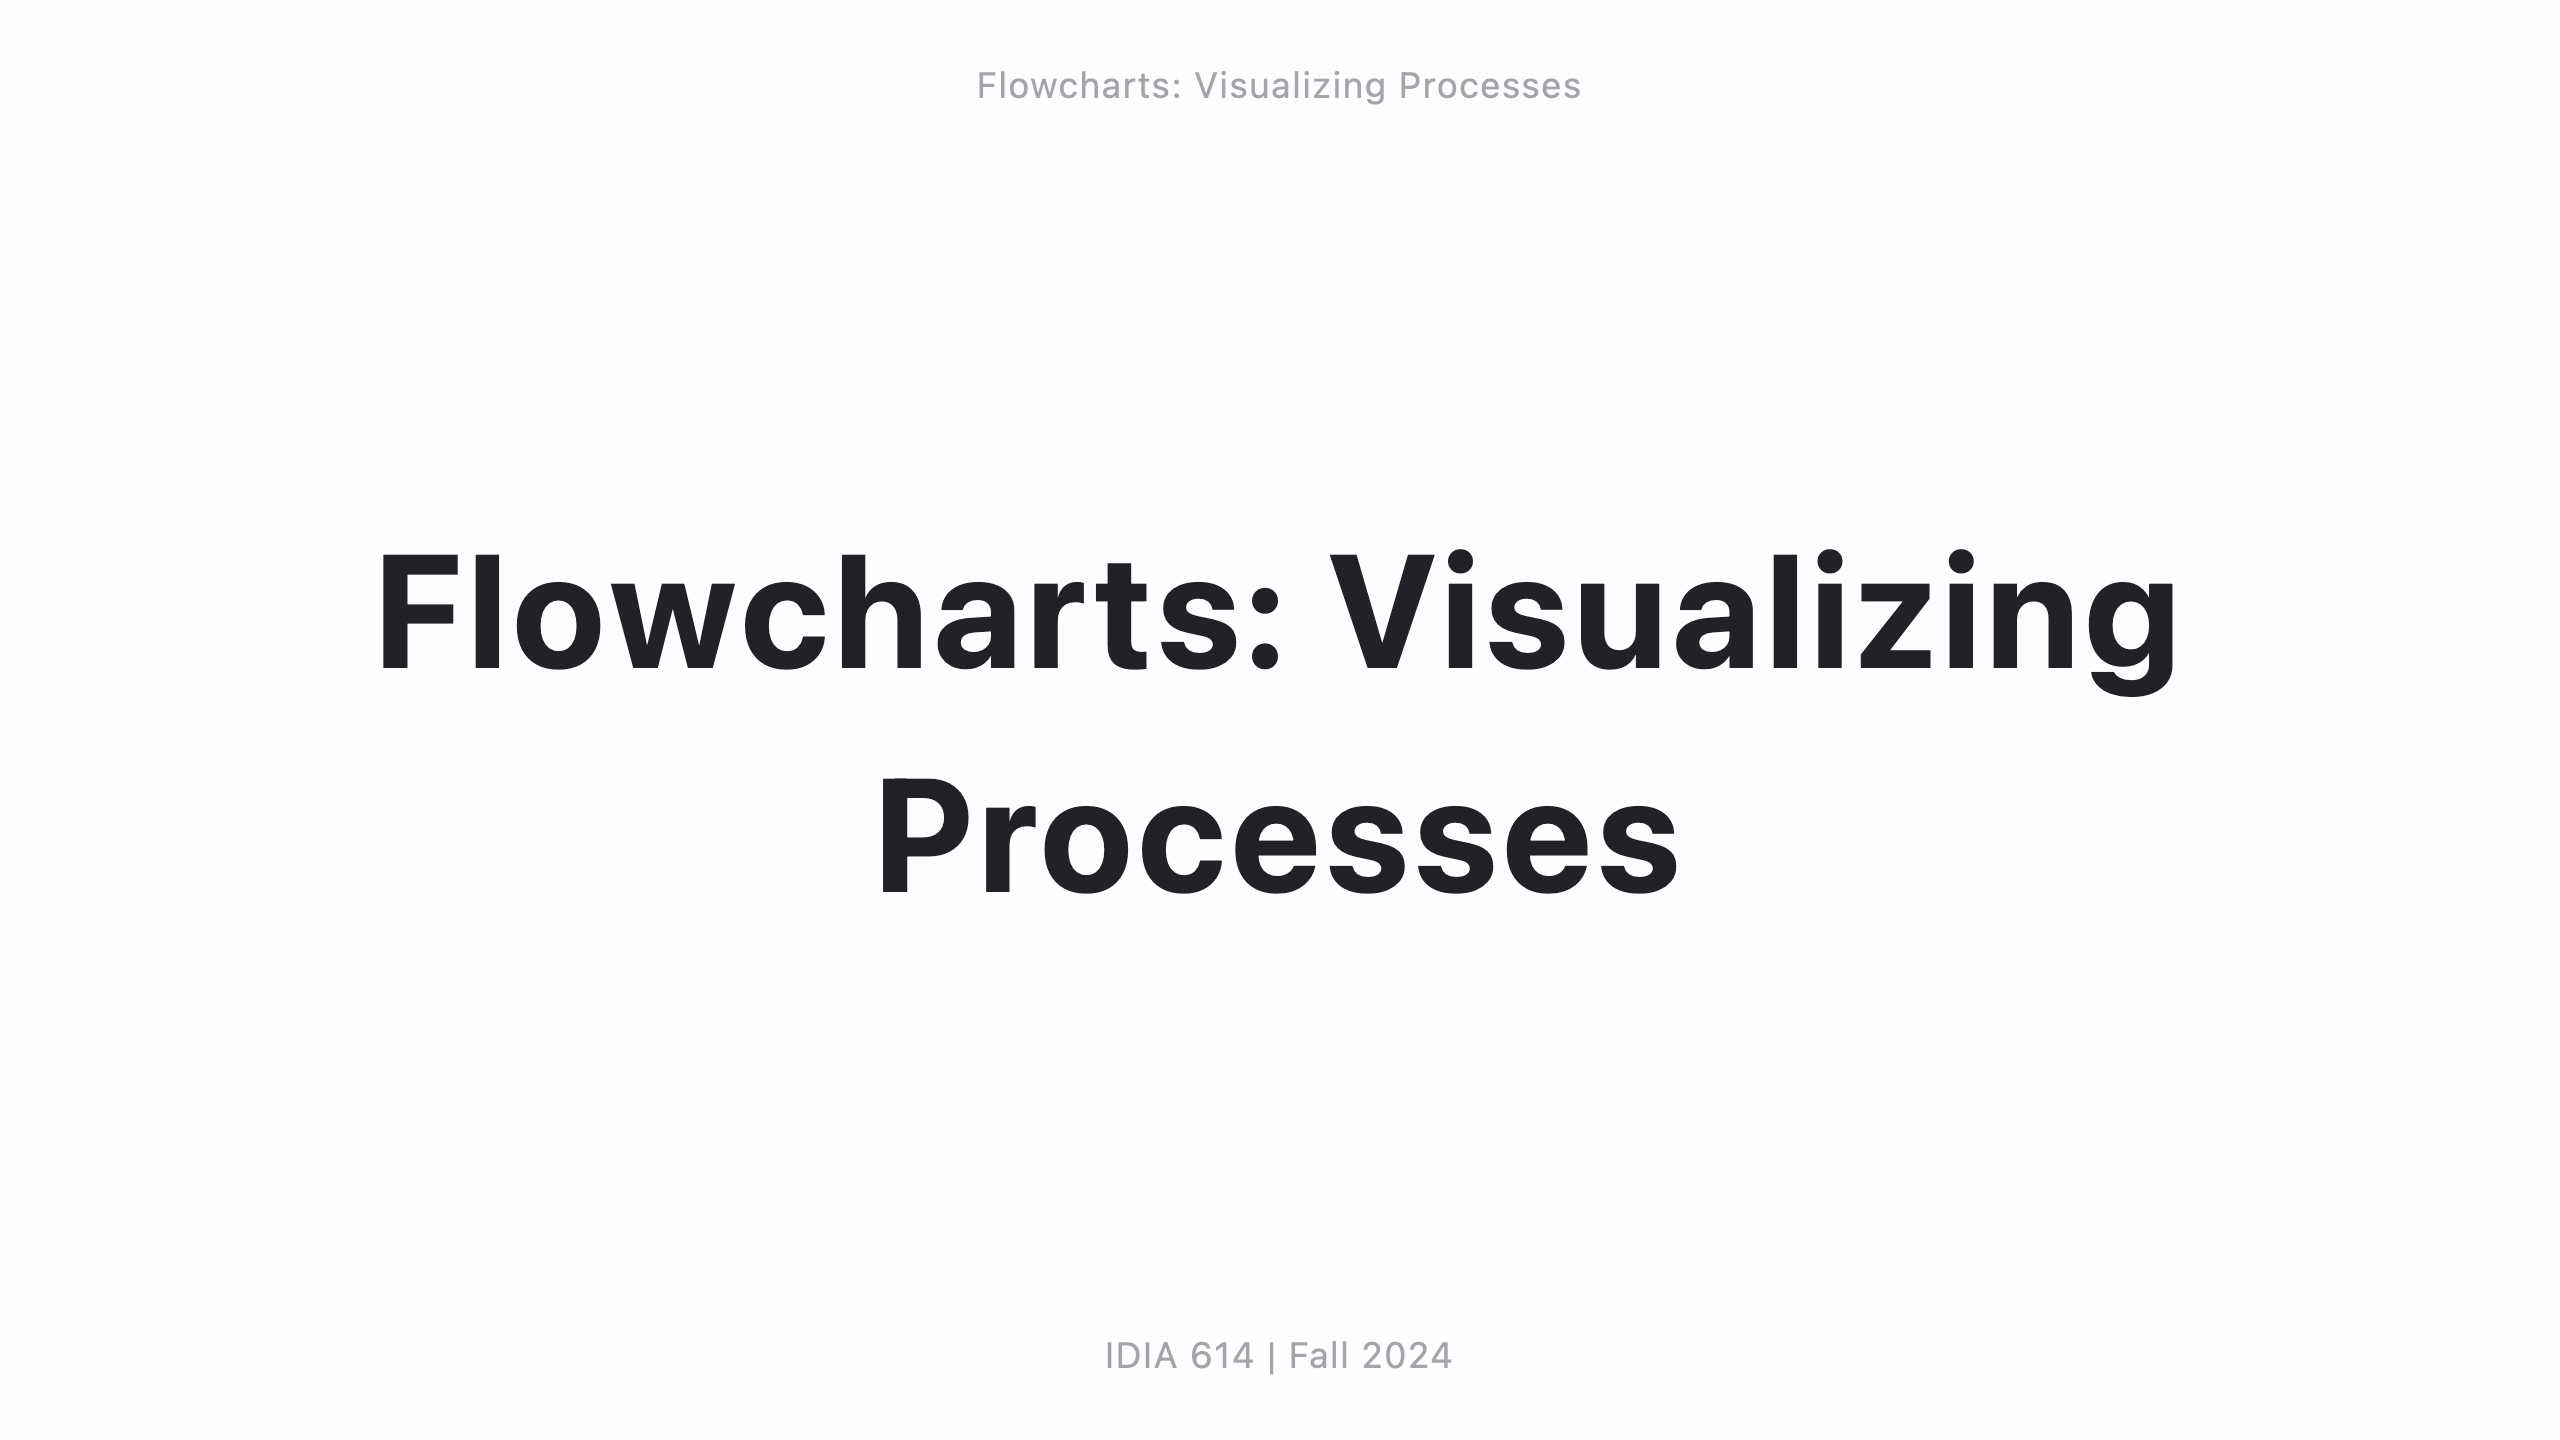 Flowcharts: Visualizing Processes
Flowcharts: Visualizing
Processes
IDIA 614 | Fall 2024